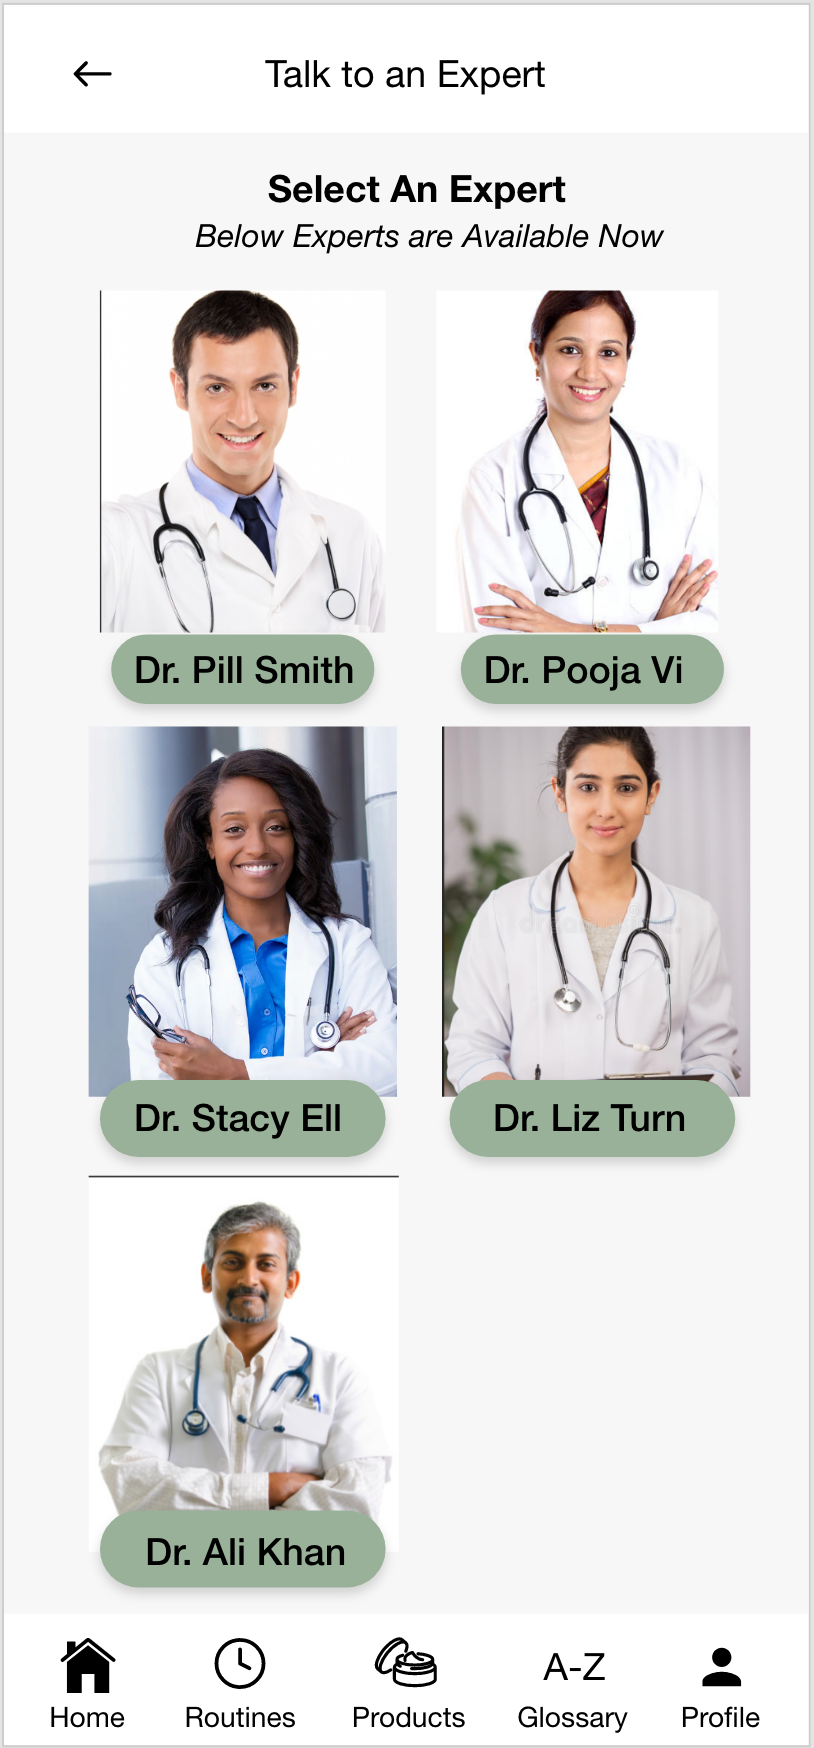 Talk to an Expert
Select An Expert
Below Experts are Available Now
Dr. Pill Smith
Dr. Pooja Vi
Dr. Stacy Ell
Dr. Liz Turn
Dr. Ali Khan
A-Z
Home
Routines
Products
Glossary
Profile